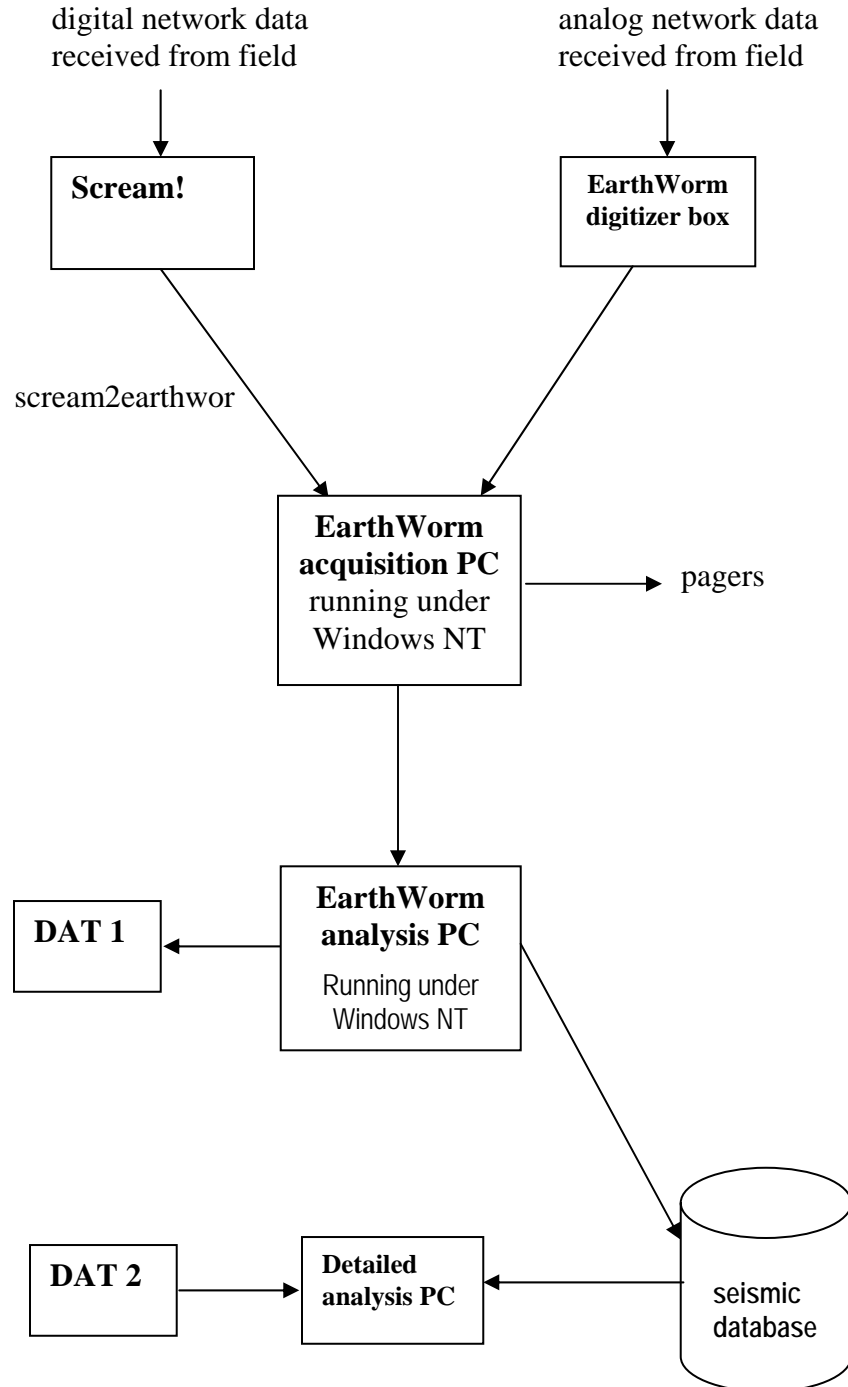 digital network data
received from field
analog network data
received from field
Scream!
EarthWorm
digitizer box
scream2earthwor
EarthWorm
acquisition PC
running under
Windows NT
pagers
EarthWorm
analysis PC
Running under
Windows NT
DAT 1
DAT 2
Detailed
analysis PC
seismic
database